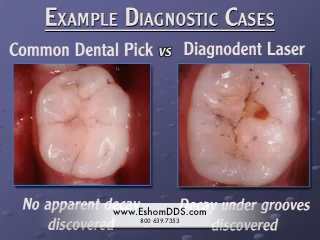 Example Diagnostic Cases
Common Dental Pick vs Diagnodent Laser
No apparent decay
discovered
Decay under grooves
discovered
www.EshomDDS.com
800 639.7353